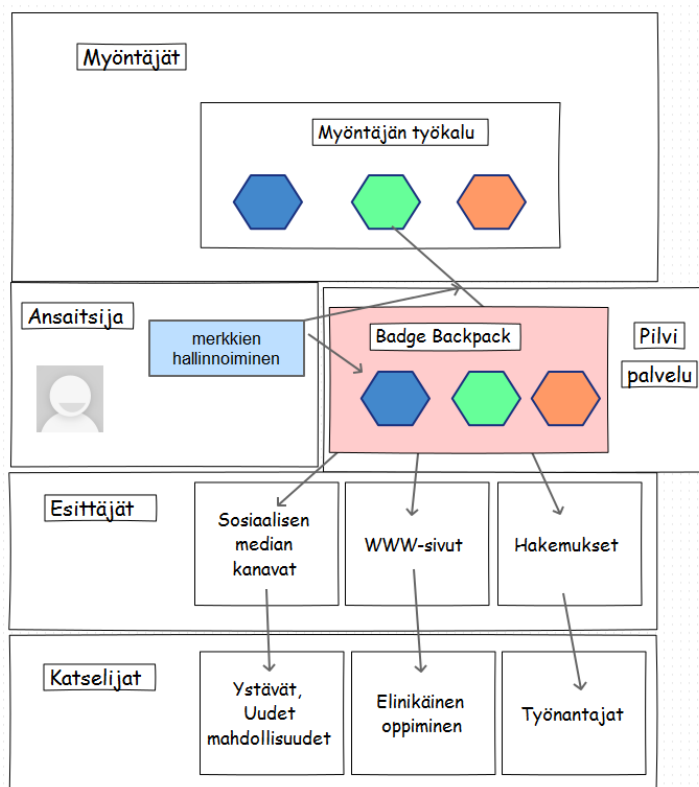 Myöntäjät
Myöntäjän työkalu
Ansaitsija
merkkien
hallinnoiminen
Badge Backpack
Pilvi
palvelu
Esittäjät
Sosiaalisen
median
kanavat
WWW-sivut
Hakemukset
Katselijat
Ystävät,
Uudet
mahdollisuudet
Elinikäinen
oppiminen
Työnantajat